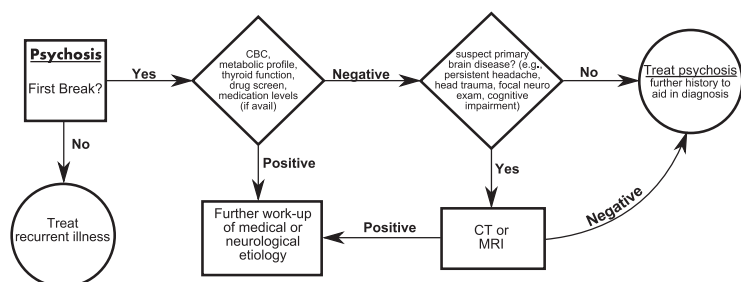 Psychosis
First Break?
Yes
No
Treat
recurrent illness
CBC,
metabolic profile,
thyroid function,
drug screen,
medication levels
(if avail)
Negative
Positive
Further work-up
of medical or
neurological
etiology
suspect primary
brain disease? (e.g.,
persistent headache,
head trauma, focal neuro
exam, cognitive
impairment)
No
Yes
Treat psychosis
further history to
aid in diagnosis
CT or
MRI
Positive
Negative